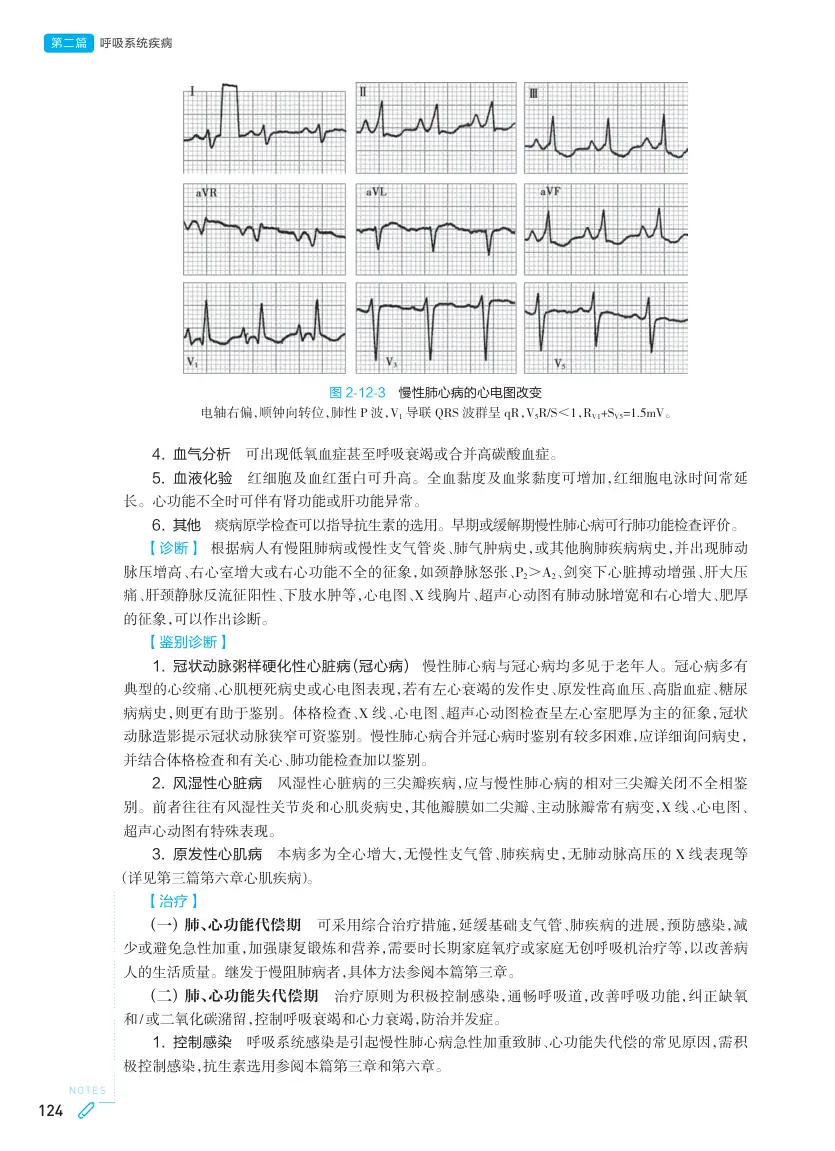 第二篇 呼吸系统疾病
Ⅰ
Ⅱ
Ⅲ
aVR
aVL
aVF
V₁
V₃
V₅
图 2-12-3 慢性肺心病的心电图改变
电轴右偏,顺钟向转位,肺性 P 波,V₁ 导联 QRS 波群呈 qR,V₅R/S＜1,Rᵥ₁+Sᵥ₅=1.5mV。
4. 血气分析 可出现低氧血症甚至呼吸衰竭或合并高碳酸血症。
5. 血液化验 红细胞及血红蛋白可升高。全血黏度及血浆黏度可增加,红细胞电泳时间常延
长。心功能不全时可伴有肾功能或肝功能异常。
6. 其他 痰病原学检查可以指导抗生素的选用。早期或缓解期慢性肺心病可行肺功能检查评价。
【诊断】 根据病人有慢阻肺病或慢性支气管炎、肺气肿病史,或其他胸肺疾病病史,并出现肺动
脉压增高、右心室增大或右心功能不全的征象,如颈静脉怒张、P₂＞A₂、剑突下心脏搏动增强、肝大压
痛、肝颈静脉反流征阳性、下肢水肿等,心电图、X 线胸片、超声心动图有肺动脉增宽和右心增大、肥厚
的征象,可以作出诊断。
【鉴别诊断】
1. 冠状动脉粥样硬化性心脏病(冠心病) 慢性肺心病与冠心病均多见于老年人。冠心病多有
典型的心绞痛、心肌梗死病史或心电图表现,若有左心衰竭的发作史、原发性高血压、高脂血症、糖尿
病病史,则更有助于鉴别。体格检查、X 线、心电图、超声心动图检查呈左心室肥厚为主的征象,冠状
动脉造影提示冠状动脉狭窄可资鉴别。慢性肺心病合并冠心病时鉴别有较多困难,应详细询问病史,
并结合体格检查和有关心、肺功能检查加以鉴别。
2. 风湿性心脏病 风湿性心脏病的三尖瓣疾病,应与慢性肺心病的相对三尖瓣关闭不全相鉴
别。前者往往有风湿性关节炎和心肌炎病史,其他瓣膜如二尖瓣、主动脉瓣常有病变,X 线、心电图、
超声心动图有特殊表现。
3. 原发性心肌病 本病多为全心增大,无慢性支气管、肺疾病史,无肺动脉高压的 X 线表现等
(详见第三篇第六章心肌疾病)。
【治疗】
(一) 肺、心功能代偿期 可采用综合治疗措施,延缓基础支气管、肺疾病的进展,预防感染,减
少或避免急性加重,加强康复锻炼和营养,需要时长期家庭氧疗或家庭无创呼吸机治疗等,以改善病
人的生活质量。继发于慢阻肺病者,具体方法参阅本篇第三章。
(二) 肺、心功能失代偿期 治疗原则为积极控制感染,通畅呼吸道,改善呼吸功能,纠正缺氧
和/或二氧化碳潴留,控制呼吸衰竭和心力衰竭,防治并发症。
1. 控制感染 呼吸系统感染是引起慢性肺心病急性加重致肺、心功能失代偿的常见原因,需积
极控制感染,抗生素选用参阅本篇第三章和第六章。
NOTES
124